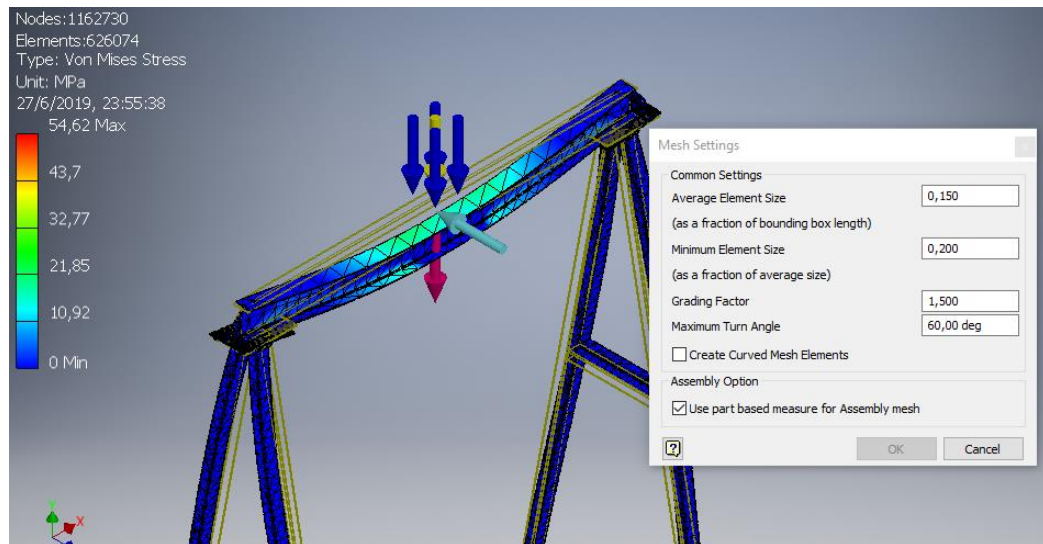 Nodes:1162730
Elements:626074
Type: Von Mises Stress
Unit: MPa
27/6/2019, 23:55:38
54,62 Max
43,7
32,77
21,85
10,92
0 Min
Y
X
Mesh Settings
x
Common Settings
Average Element Size 0,150
(as a fraction of bounding box length)
Minimum Element Size 0,200
(as a fraction of average size)
Grading Factor 1,500
Maximum Turn Angle 60,00 deg
Create Curved Mesh Elements
Assembly Option
Use part based measure for Assembly mesh
?
OK Cancel